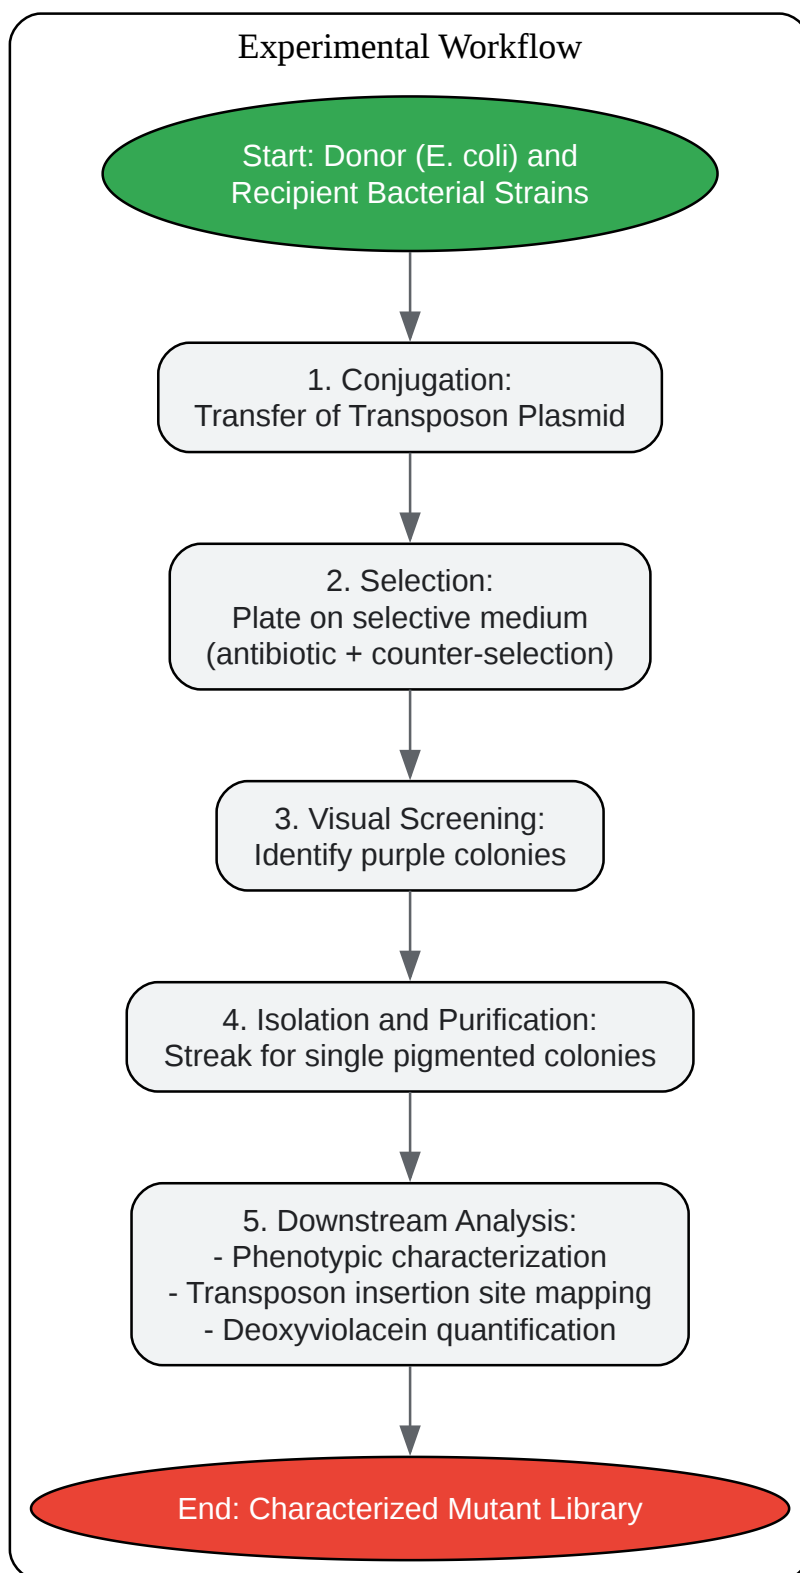 Experimental Workflow
Start: Donor (E. coli) and
Recipient Bacterial Strains
1. Conjugation:
Transfer of Transposon Plasmid
2. Selection:
Plate on selective medium
(antibiotic + counter-selection)
3. Visual Screening:
Identify purple colonies
4. Isolation and Purification:
Streak for single pigmented colonies
5. Downstream Analysis:
- Phenotypic characterization
- Transposon insertion site mapping
- Deoxyviolacein quantification
End: Characterized Mutant Library